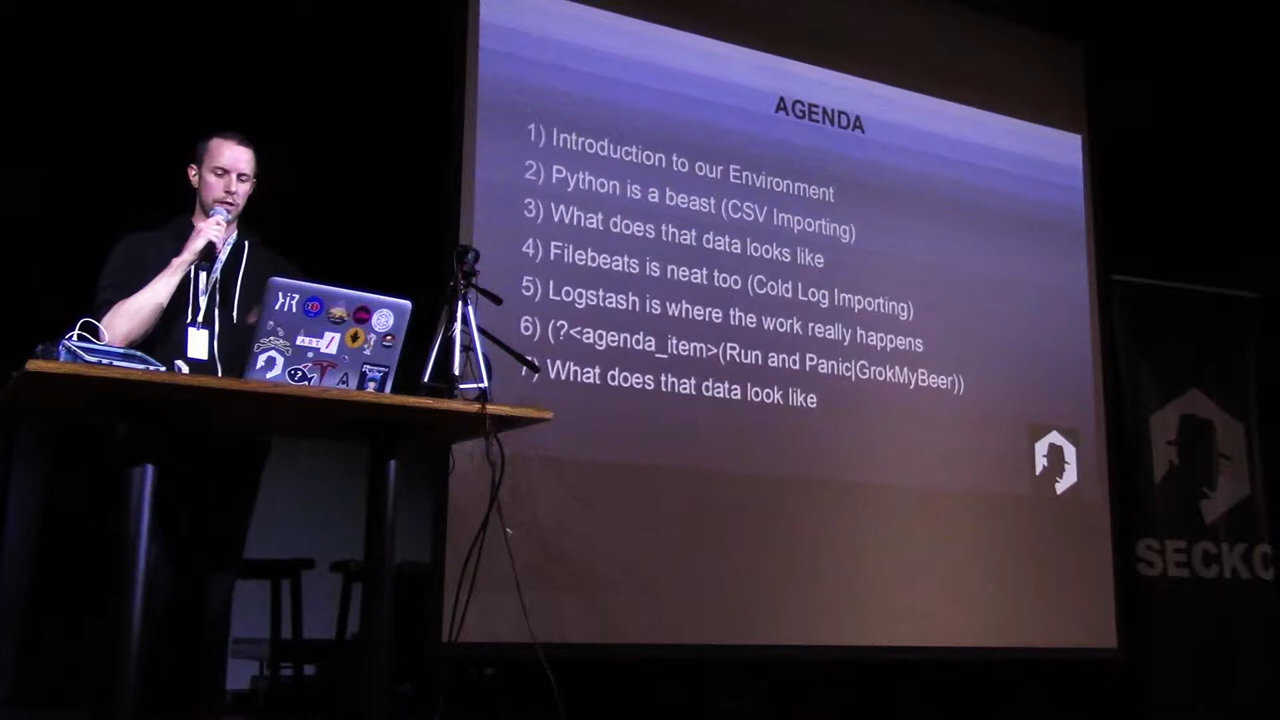 AGENDA
1) Introduction to our Environment
2) Python is a beast (CSV Importing)
3) What does that data looks like
4) Filebeats is neat too (Cold Log Importing)
5) Logstash is where the work really happens
6) (?<agenda_item>(Run and Panic|GrokMyBeer))
7) What does that data look like
SECKC
ART/